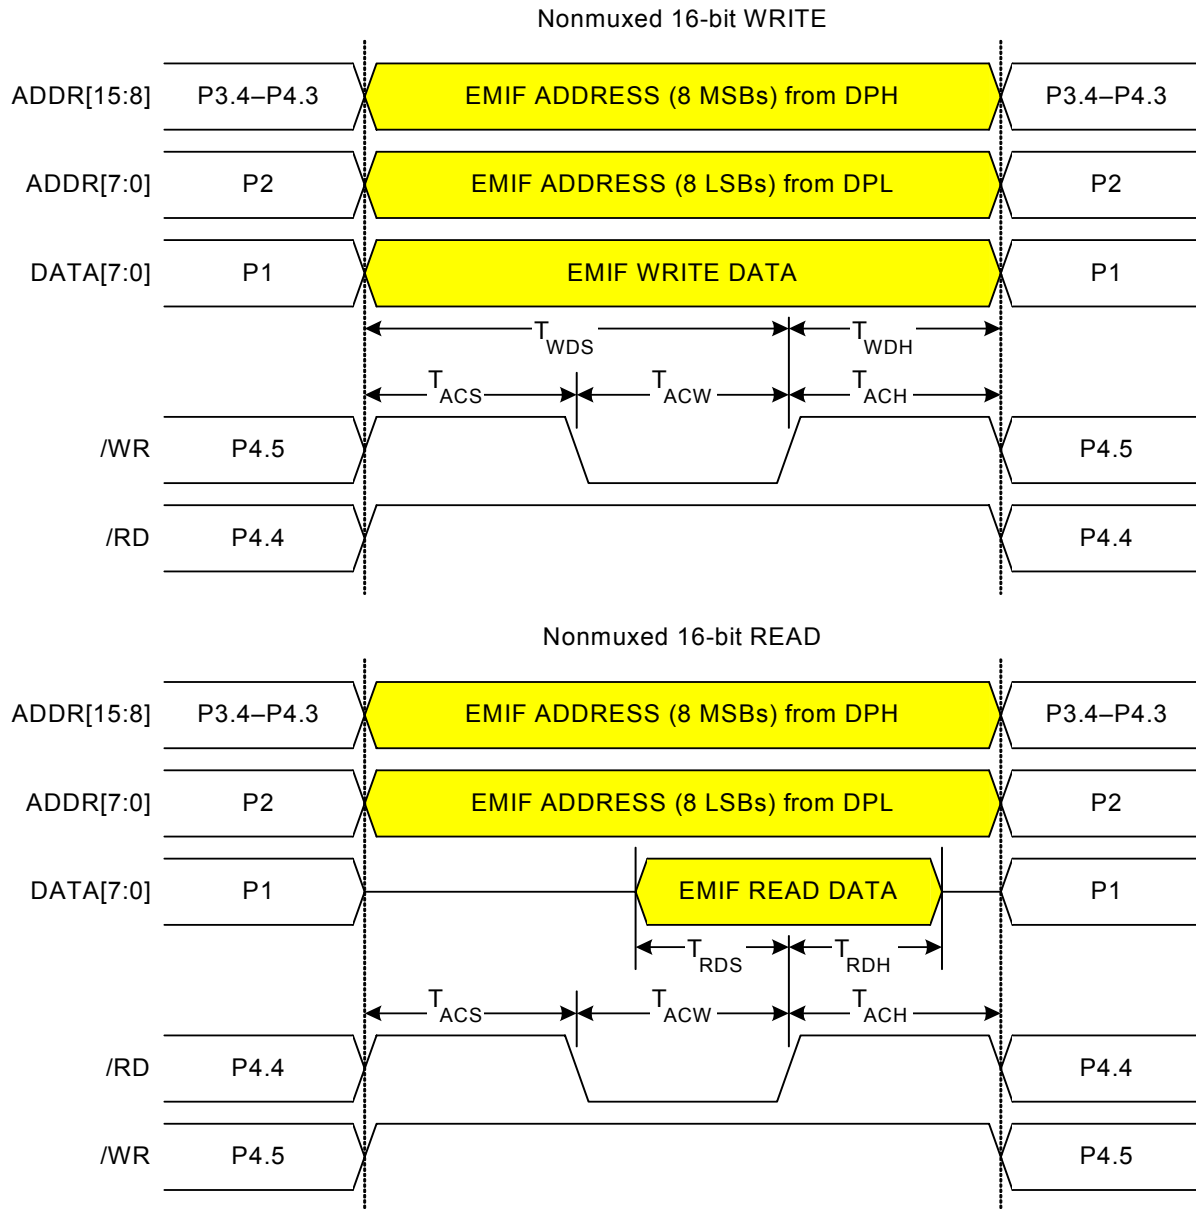 Nonmuxed 16-bit WRITE
ADDR[15:8] P3.4–P4.3 EMIF ADDRESS (8 MSBs) from DPH P3.4–P4.3
ADDR[7:0] P2 EMIF ADDRESS (8 LSBs) from DPL P2
DATA[7:0] P1 EMIF WRITE DATA P1
TWDS TWDH
TACS TACW TACH
/WR P4.5 P4.5
/RD P4.4 P4.4
Nonmuxed 16-bit READ
ADDR[15:8] P3.4–P4.3 EMIF ADDRESS (8 MSBs) from DPH P3.4–P4.3
ADDR[7:0] P2 EMIF ADDRESS (8 LSBs) from DPL P2
DATA[7:0] P1 EMIF READ DATA P1
TRDS TRDH
TACS TACW TACH
/RD P4.4 P4.4
/WR P4.5 P4.5